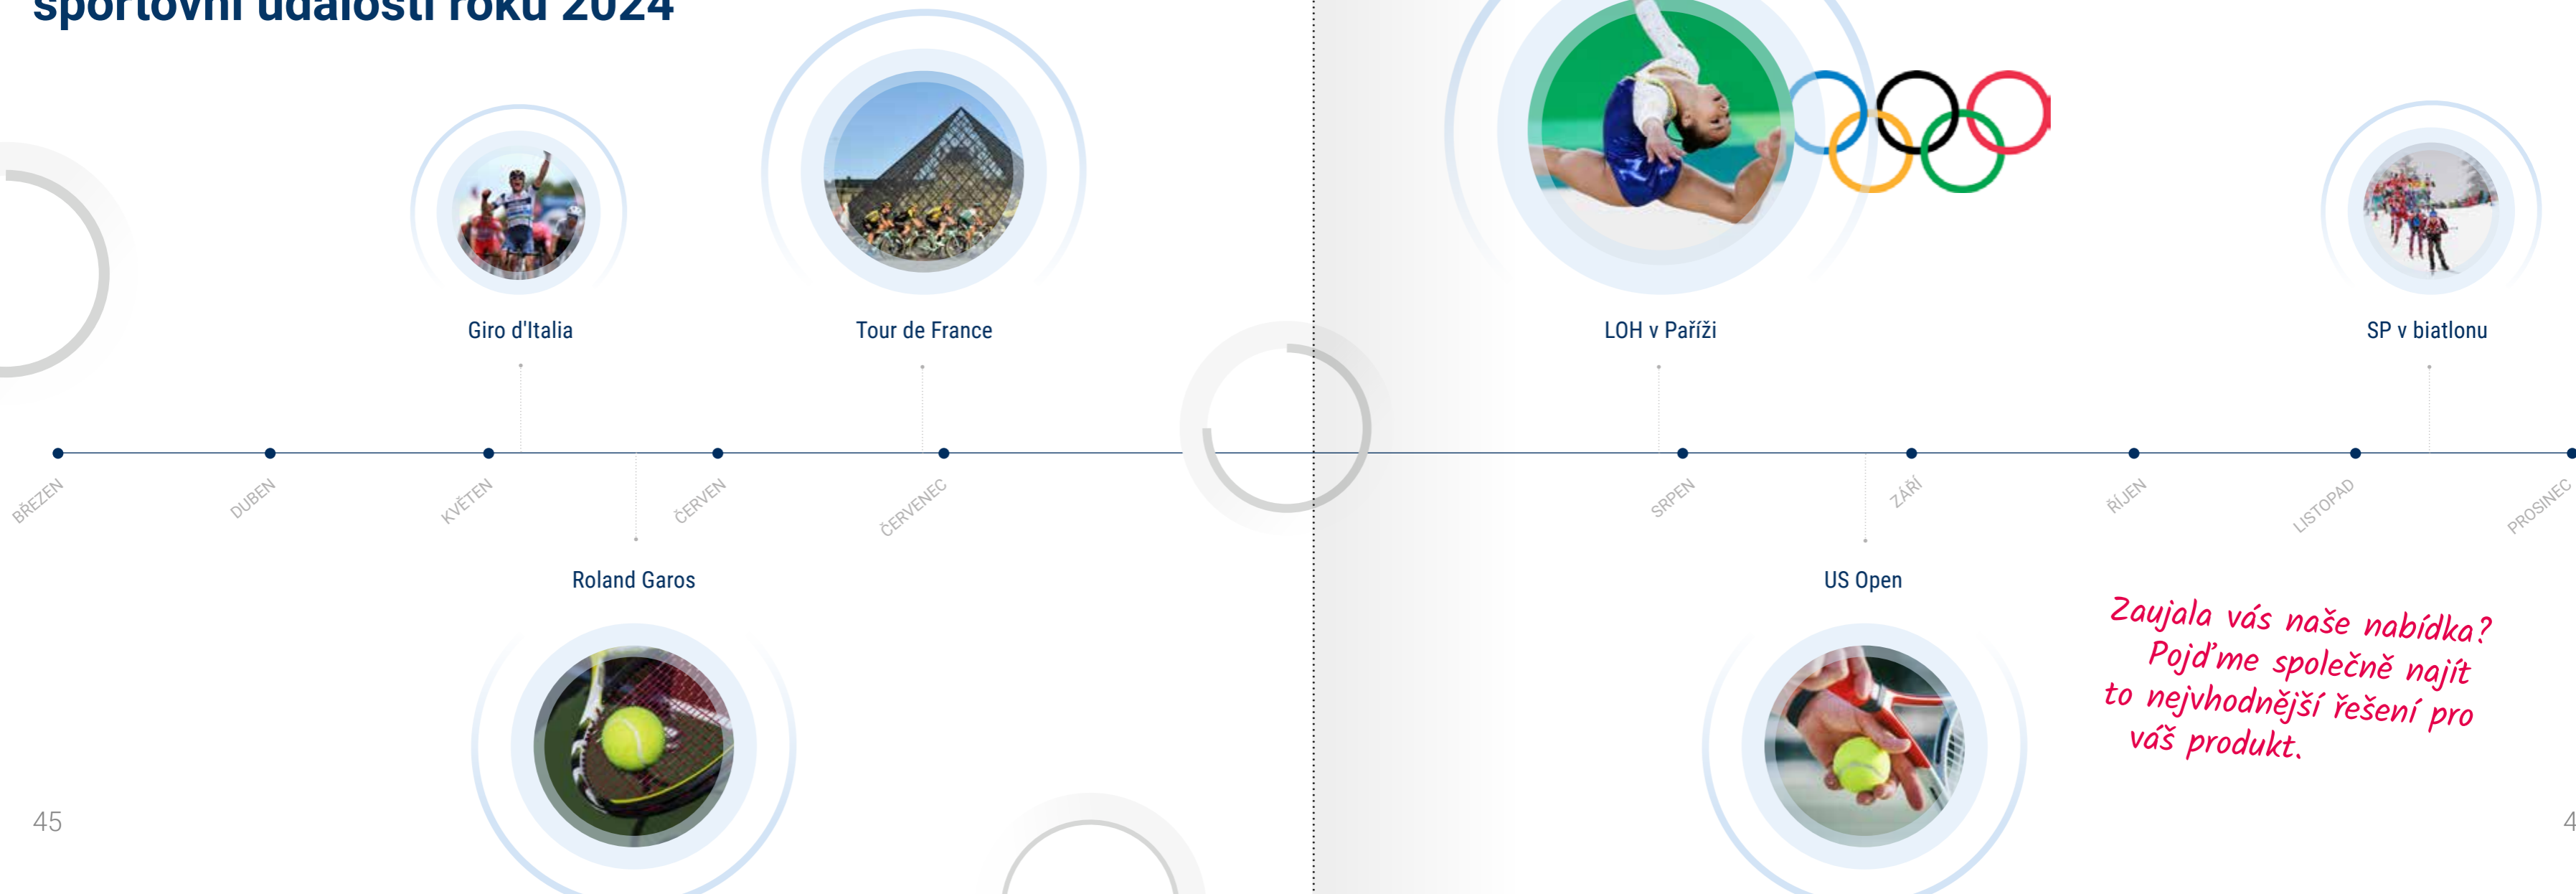 sportovní události roku 2024
Giro d'Italia
Tour de France
LOH v Paříži
SP v biatlonu
BŘEZEN
DUBEN
KVĚTEN
ČERVEN
ČERVENEC
SRPEN
ZÁŘÍ
ŘÍJEN
LISTOPAD
PROSINEC
Roland Garos
US Open
Zaujala vás naše nabídka?
Pojďme společně najít
to nejvhodnější řešení pro
váš produkt.
45
4